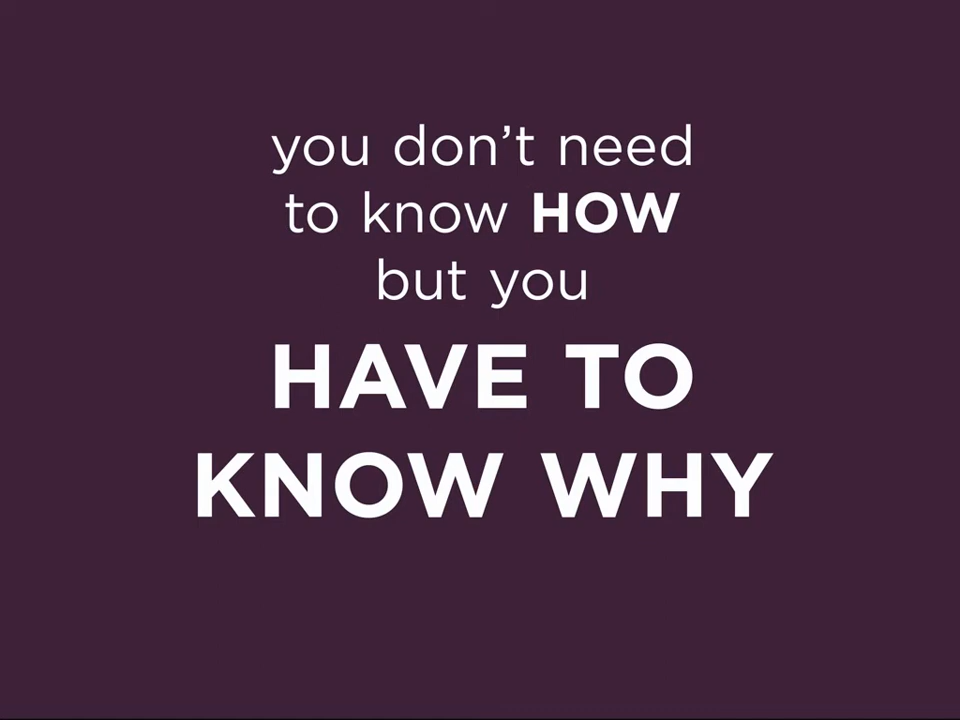 you don’t need
to know HOW
but you
HAVE TO
KNOW WHY